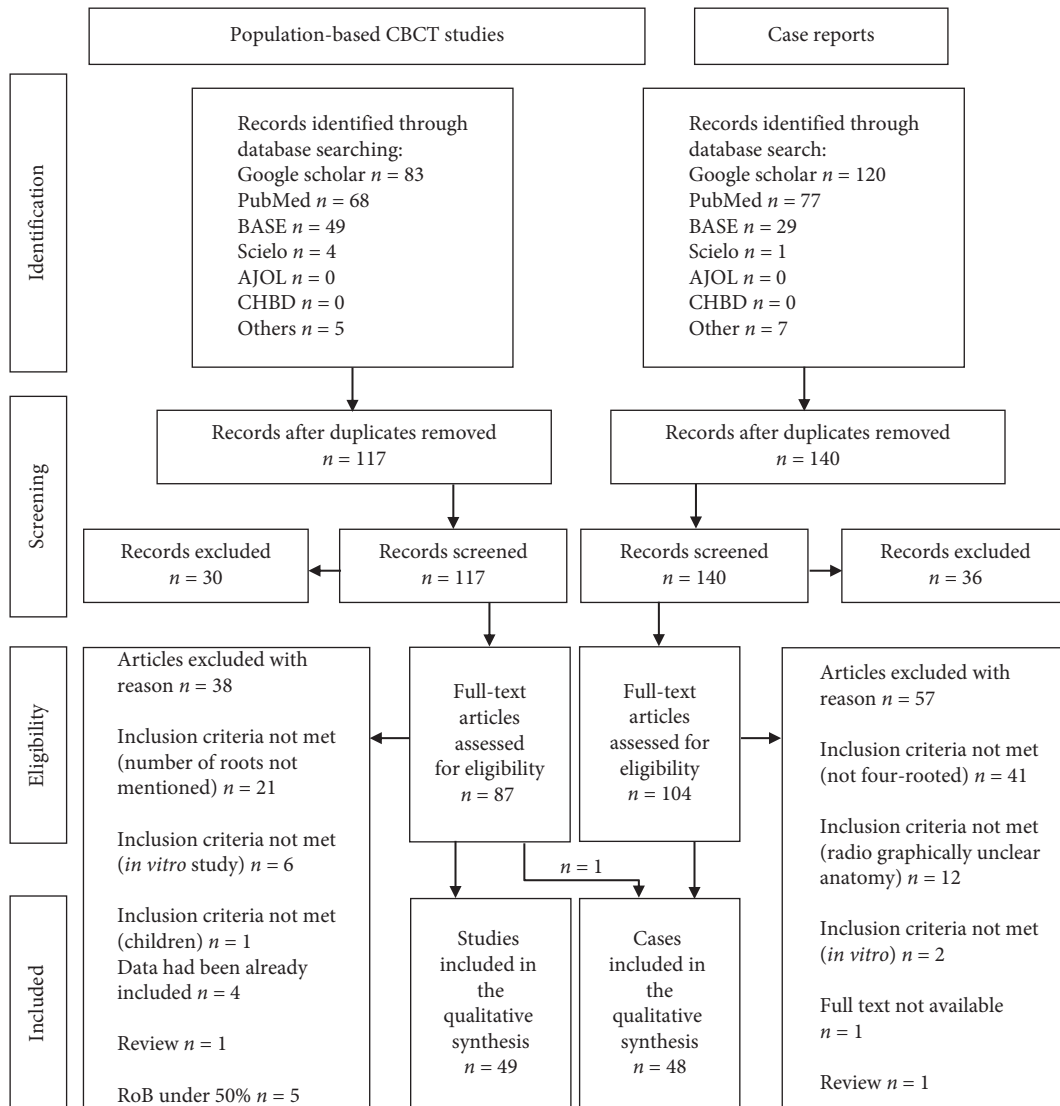 Population-based CBCT studies
Case reports
Identification
Records identified through
database searching:
Google scholar n = 83
PubMed n = 68
BASE n = 49
Scielo n = 4
AJOL n = 0
CHBD n = 0
Others n = 5
Records identified through
database search:
Google scholar n = 120
PubMed n = 77
BASE n = 29
Scielo n = 1
AJOL n = 0
CHBD n = 0
Other n = 7
Screening
Records after duplicates removed
n = 117
Records after duplicates removed
n = 140
Records excluded
n = 30
Records screened
n = 117
Records screened
n = 140
Records excluded
n = 36
Eligibility
Articles excluded with
reason n = 38
Inclusion criteria not met
(number of roots not
mentioned) n = 21
Inclusion criteria not met
(in vitro study) n = 6
Inclusion criteria not met
(children) n = 1
Data had been already
included n = 4
Review n = 1
RoB under 50% n = 5
Full-text
articles
assessed
for eligibility
n = 87
Full-text
articles
assessed for
eligibility
n = 104
Articles excluded with
reason n = 57
Inclusion criteria not met
(not four-rooted) n = 41
Inclusion criteria not met
(radio graphically unclear
anatomy) n = 12
Inclusion criteria not met
(in vitro) n = 2
Full text not available
n = 1
Review n = 1
n = 1
Included
Studies
included in
the
qualitative
synthesis
n = 49
Cases
included in
the
qualitative
synthesis
n = 48